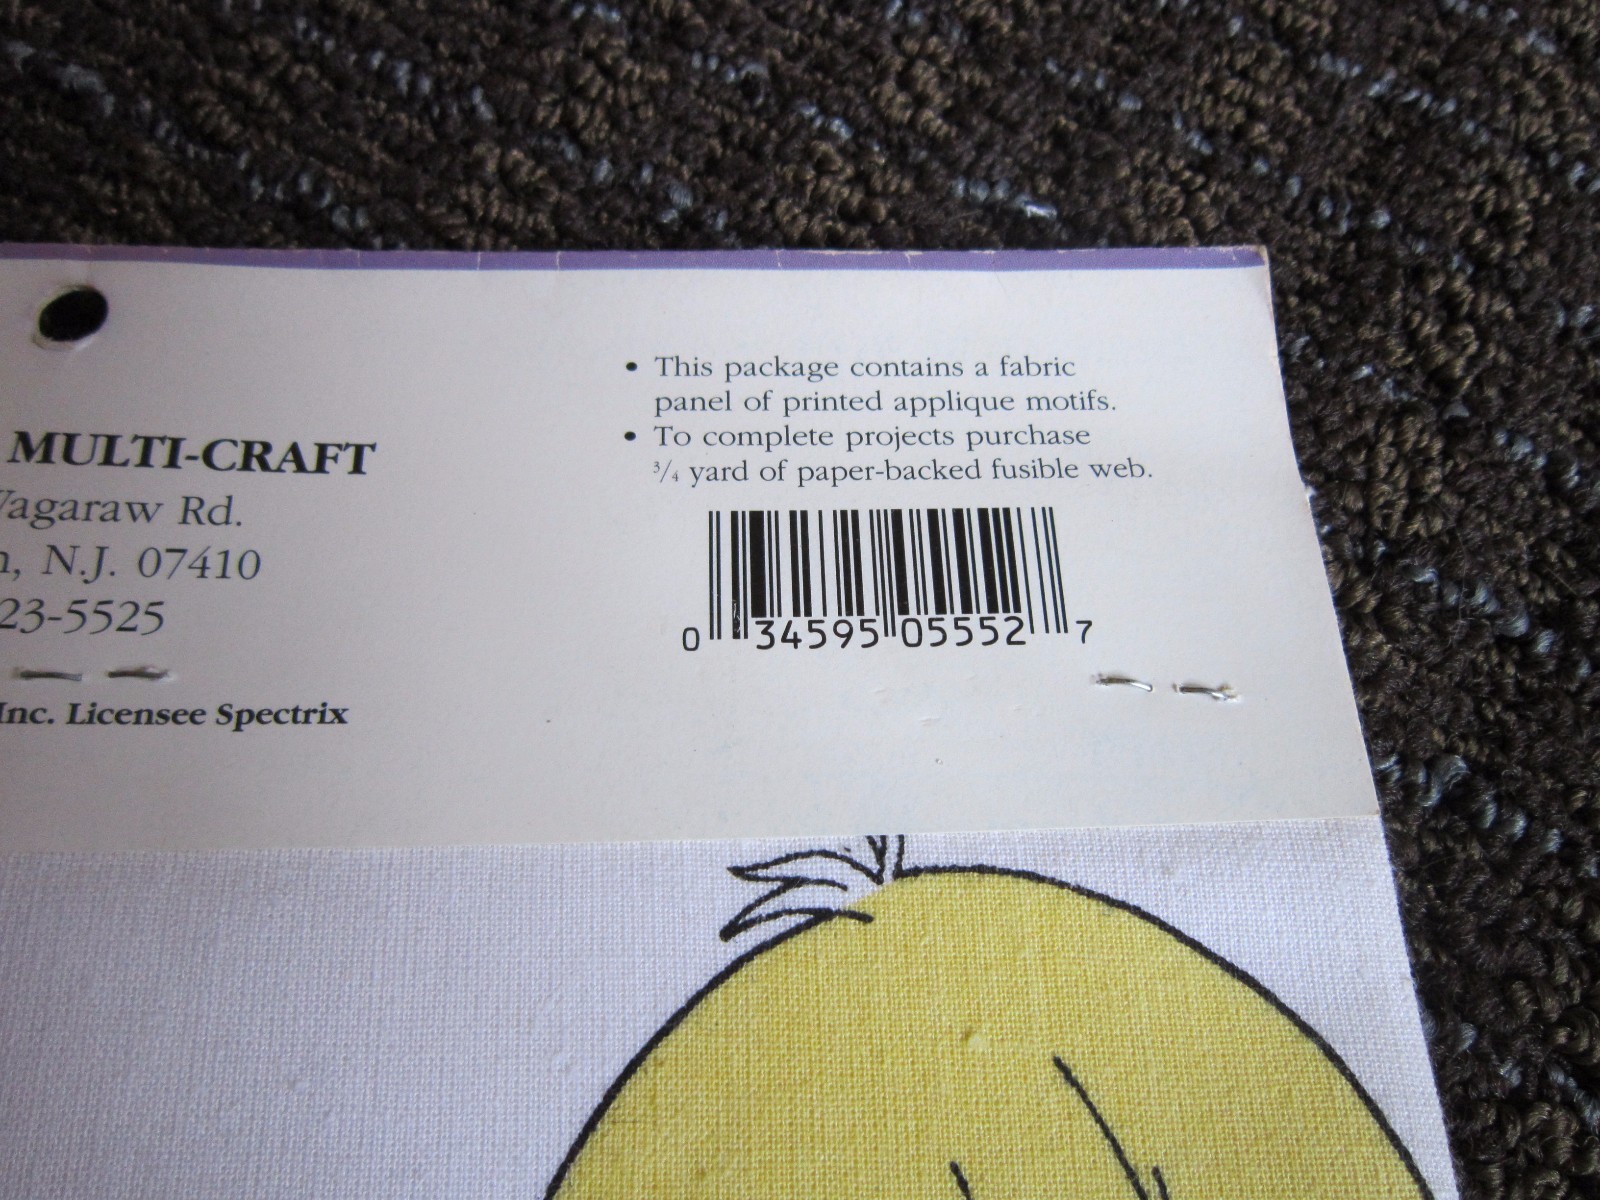 MULTI-CRAFT
Vagaraw Rd.
N.J. 07410
23-5525
Inc. Licensee Spectrix
• This package contains a fabric
panel of printed applique motifs.
• To complete projects purchase
3/4 yard of paper-backed fusible web.
0 34595 05552 7